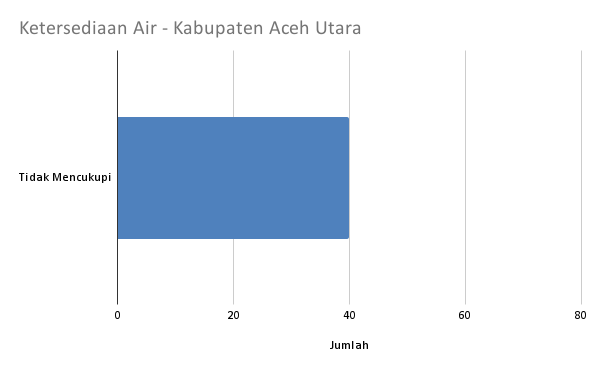 Ketersediaan Air - Kabupaten Aceh Utara
Tidak Mencukupi
0 20 40 60 80
Jumlah